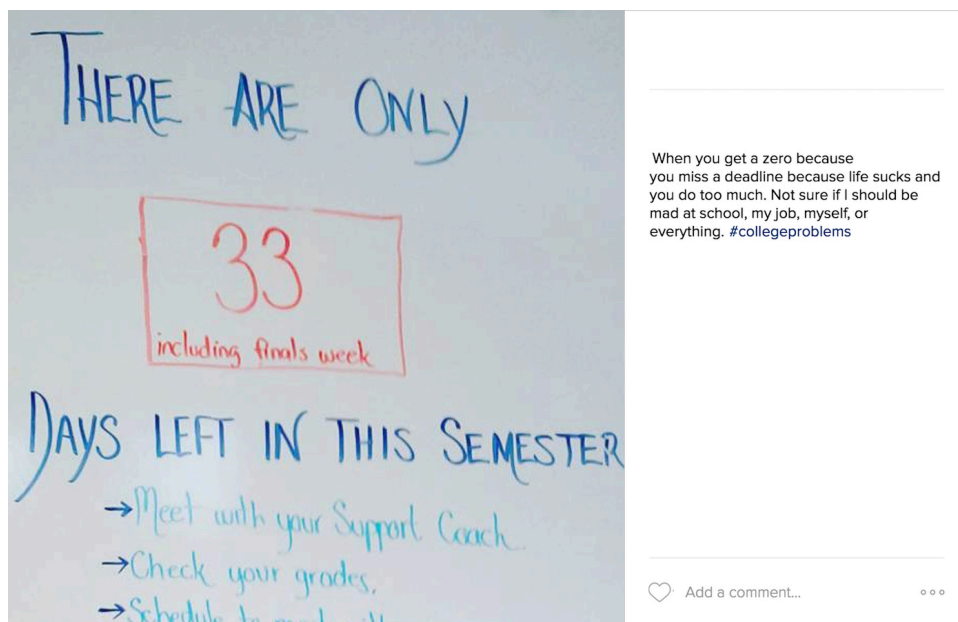 THERE ARE ONLY
33
including finals week
DAYS LEFT IN THIS SEMESTER
→Meet with your Support Coach
→Check your grades.
→Schedule to
When you get a zero because
you miss a deadline because life sucks and
you do too much. Not sure if I should be
mad at school, my job, myself, or
everything. #collegeproblems
Add a comment...